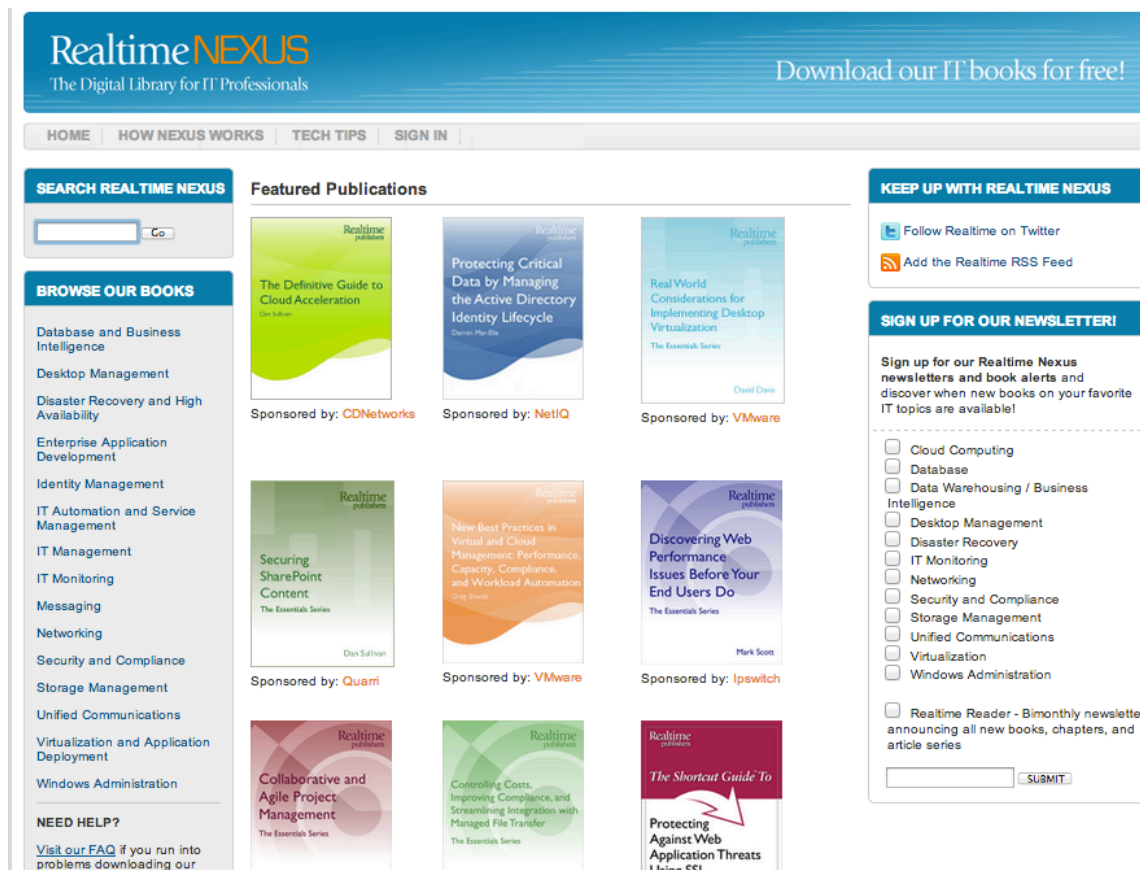 Realtime NEXUS
The Digital Library for IT Professionals
Download our IT books for free!
HOME
HOW NEXUS WORKS
TECH TIPS
SIGN IN
SEARCH REALTIME NEXUS
Go
BROWSE OUR BOOKS
Database and Business
Intelligence
Desktop Management
Disaster Recovery and High
Availability
Enterprise Application
Development
Identity Management
IT Automation and Service
Management
IT Management
IT Monitoring
Messaging
Networking
Security and Compliance
Storage Management
Unified Communications
Virtualization and Application
Deployment
Windows Administration
NEED HELP?
Visit our FAQ if you run into
problems downloading our
Featured Publications
Realtime
publishers
The Definitive Guide to
Cloud Acceleration
Dan Sullivan
Sponsored by: CDNetworks
Realtime
publishers
Protecting Critical
Data by Managing
the Active Directory
Identity Lifecycle
Darren Mar-Elia
Sponsored by: NetIQ
Realtime
publishers
Real World
Considerations for
Implementing Desktop
Virtualization
The Essentials Series
David Davis
Sponsored by: VMware
Realtime
publishers
Securing
SharePoint
Content
The Essentials Series
Dan Sullivan
Sponsored by: Quarri
Realtime
publishers
New Best Practices in
Virtual and Cloud
Management: Performance,
Capacity, Compliance,
and Workload Automation
Greg Shields
Sponsored by: VMware
Realtime
publishers
Discovering Web
Performance
Issues Before Your
End Users Do
The Essentials Series
Mark Scott
Sponsored by: Ipswitch
Realtime
publishers
Collaborative and
Agile Project
Management
The Essentials Series
Realtime
publishers
Controlling Costs,
Improving Compliance, and
Streamlining Integration with
Managed File Transfer
The Essentials Series
Realtime
publishers
The Shortcut Guide To
Protecting
Against Web
Application Threats
Using SSL
KEEP UP WITH REALTIME NEXUS
Follow Realtime on Twitter
Add the Realtime RSS Feed
SIGN UP FOR OUR NEWSLETTER!
Sign up for our Realtime Nexus
newsletters and book alerts and
discover when new books on your favorite
IT topics are available!
Cloud Computing
Database
Data Warehousing / Business
Intelligence
Desktop Management
Disaster Recovery
IT Monitoring
Networking
Security and Compliance
Storage Management
Unified Communications
Virtualization
Windows Administration
Realtime Reader - Bimonthly newslette
announcing all new books, chapters, and
article series
SUBMIT